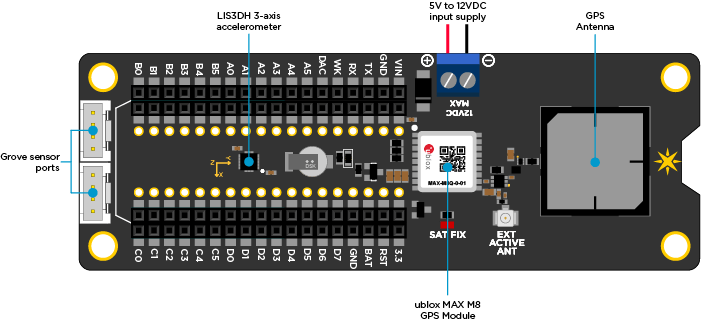 LIS3DH 3-axis
accelerometer
5V to 12VDC
input supply
GPS
Antenna
B0 B1 B2 B3 B4 B5 A0 A1 A2 A3 A4 A5 DAC WK RX TX GND VIN
+ −
12VDC
MAX
Grove sensor
ports
Y
Z
X
DSK
ublox
MAX-M8Q-0-01
SAT FIX
EXT
ACTIVE
ANT
C0 C1 C2 C3 C4 C5 D0 D1 D2 D3 D4 D5 D6 D7 GND BAT RST 3.3
ublox MAX M8
GPS Module